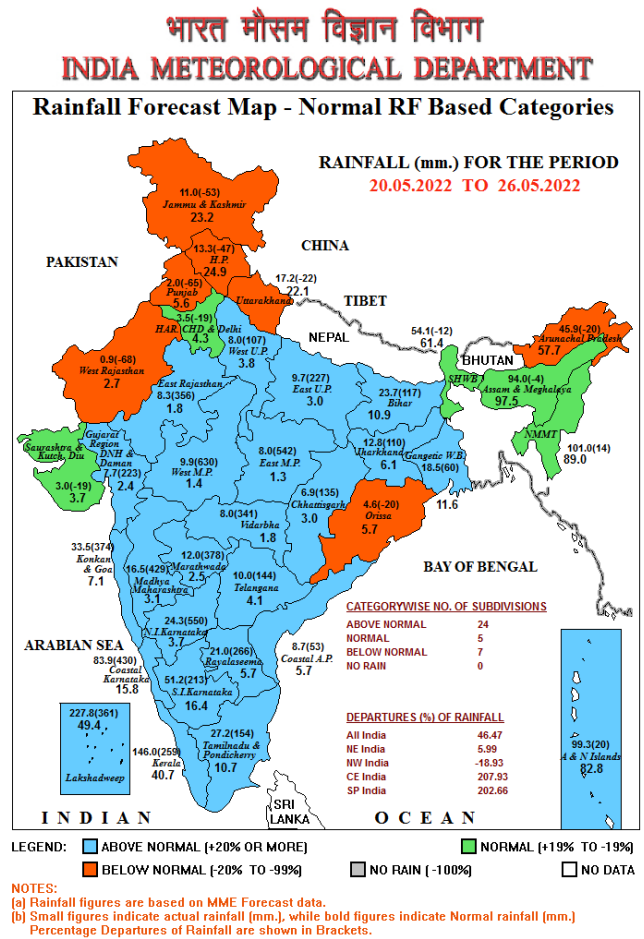 भारत मौसम विज्ञान विभाग
INDIA METEOROLOGICAL DEPARTMENT
Rainfall Forecast Map - Normal RF Based Categories
RAINFALL (mm.) FOR THE PERIOD
20.05.2022 TO 26.05.2022
11.0(-53)
Jammu & Kashmir
23.2
13.3(-47)
H.P.
24.9
CHINA
PAKISTAN
2.0(-65)
Punjab
5.6
17.2(-22)
22.1
Uttarakhand
TIBET
3.5(-19)
HAR. CHD & Delhi
4.3
8.0(107)
West U.P.
3.8
NEPAL
54.1(-12)
61.4
BHUTAN
45.9(-20)
Arunachal Pradesh
57.7
0.9(-68)
West Rajasthan
2.7
East Rajasthan
8.3(356)
1.8
9.7(227)
East U.P.
3.0
23.7(117)
Bihar
10.9
SHWB
94.0(-4)
Assam & Meghalaya
97.5
NMMT
101.0(14)
89.0
Saurashtra &
Kutch, Diu
3.0(-19)
3.7
Gujarat
Region
DNH &
Daman
7.7(223)
2.4
9.9(630)
West M.P.
1.4
8.0(542)
East M.P.
1.3
12.8(110)
Jharkhand
6.1
Gangetic W.B.
18.5(60)
11.6
6.9(135)
Chhattisgarh
3.0
4.6(-20)
Orissa
5.7
8.0(341)
Vidarbha
1.8
33.5(374)
Konkan
& Goa
7.1
16.5(429)
Madhya
Maharashtra
3.1
12.0(378)
Marathwada
2.5
10.0(144)
Telangana
4.1
BAY OF BENGAL
24.3(550)
N.I.Karnataka
3.7
ARABIAN SEA
83.9(430)
Coastal
Karnataka
15.8
21.0(266)
Rayalaseema
5.7
8.7(53)
Coastal A.P.
5.7
51.2(213)
S.I.Karnataka
16.4
227.8(361)
49.4
Lakshadweep
146.0(259)
Kerala
40.7
27.2(154)
Tamilnadu &
Pondicherry
10.7
CATEGORYWISE NO. OF SUBDIVISIONS
ABOVE NORMAL 24
NORMAL 5
BELOW NORMAL 7
NO RAIN 0
DEPARTURES (%) OF RAINFALL
All India 46.47
NE India 5.99
NW India -18.93
CE India 207.93
SP India 202.66
99.3(20)
A & N Islands
82.8
SRI
LANKA
INDIAN OCEAN
LEGEND: ABOVE NORMAL (+20% OR MORE) NORMAL (+19% TO -19%)
BELOW NORMAL (-20% TO -99%) NO RAIN ( -100%) NO DATA
NOTES:
(a) Rainfall figures are based on MME Forecast data.
(b) Small figures indicate actual rainfall (mm.), while bold figures indicate Normal rainfall (mm.)
Percentage Departures of Rainfall are shown in Brackets.